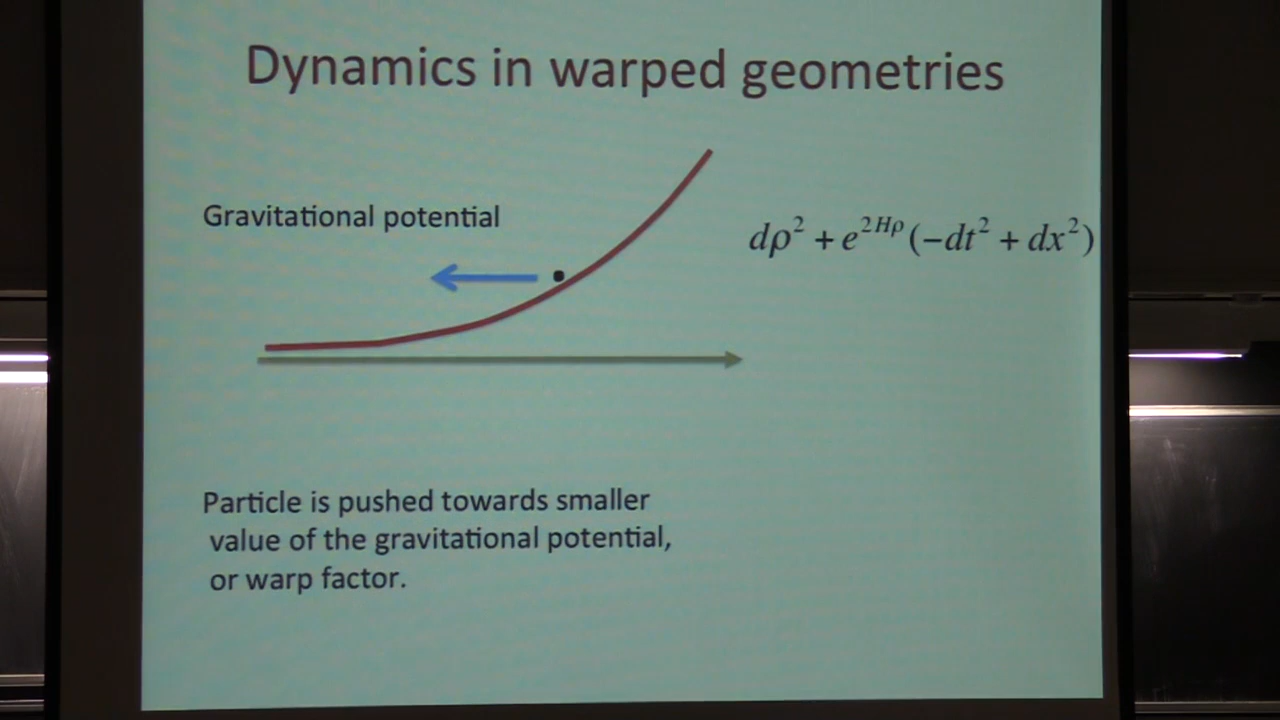 Dynamics in warped geometries
Gravitational potential
dρ² + e^{2Hρ}(−dt² + dx²)
Particle is pushed towards smaller
value of the gravitational potential,
or warp factor.